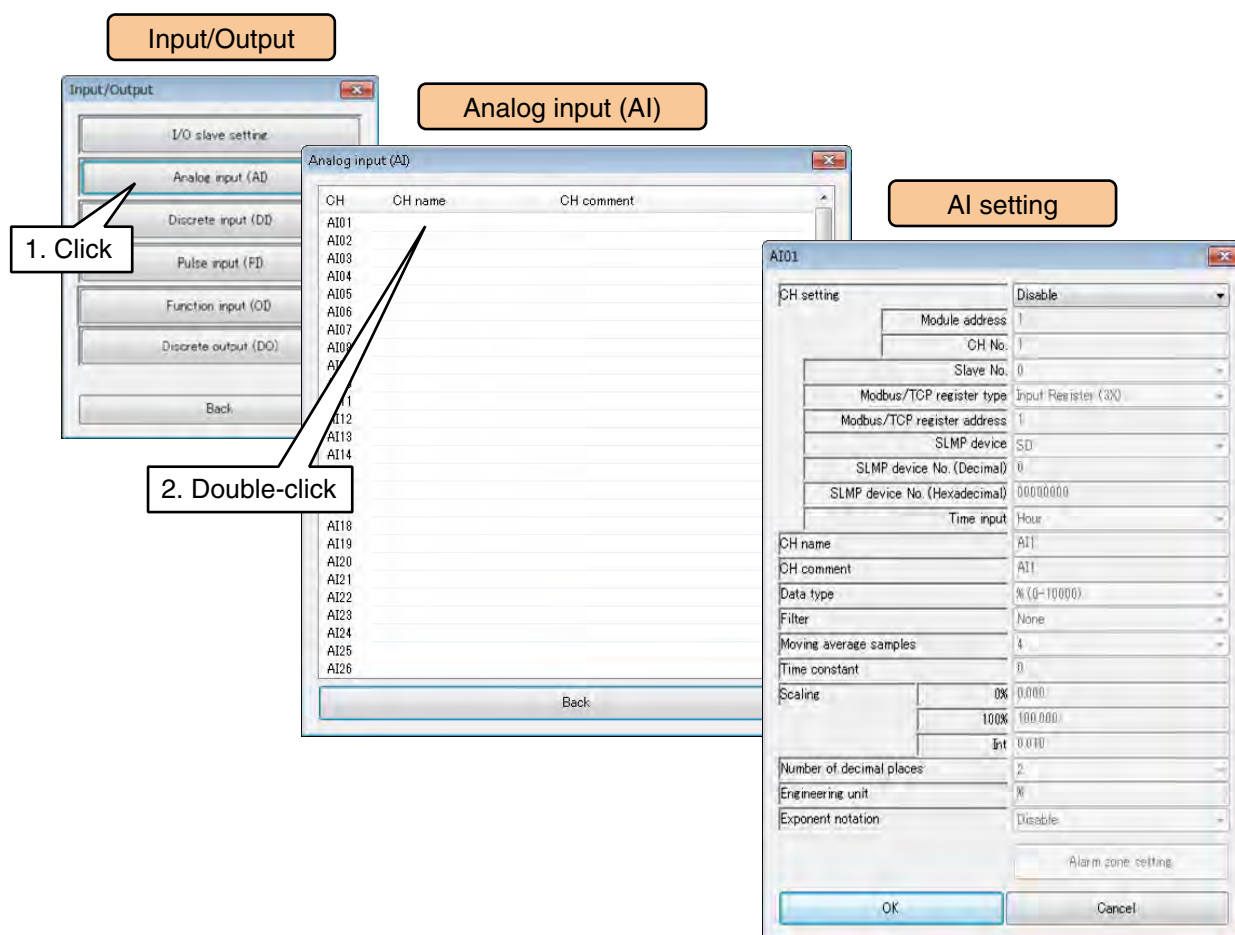 Input/Output
Input/Output
I/O slave setting
Analog input (AI)
Discrete input (DI)
Pulse input (PI)
Function input (OI)
Discrete output (DO)
Back
1. Click
Analog input (AI)
Analog input (AI)
CH CH name CH comment
AI01
AI02
AI03
AI04
AI05
AI06
AI07
AI08
AI12
AI13
AI14
AI18
AI19
AI20
AI21
AI22
AI23
AI24
AI25
AI26
Back
2. Double-click
AI setting
AI01
CH setting Disable
Module address 1
CH No. 1
Slave No. 0
Modbus/TCP register type Input Register (3X)
Modbus/TCP register address 1
SLMP device SD
SLMP device No. (Decimal) 0
SLMP device No. (Hexadecimal) 00000000
Time input Hour
CH name AI1
CH comment AI1
Data type % (0-10000)
Filter None
Moving average samples 4
Time constant 0
Scaling 0% 0.000
100% 100.000
Int 0.010
Number of decimal places 2
Engineering unit %
Exponent notation Disable
Alarm zone setting
OK Cancel